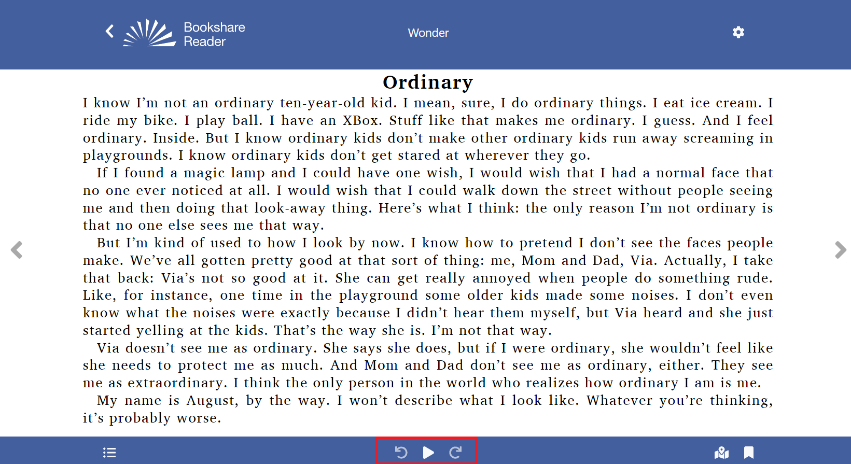 Bookshare
Reader
Wonder
Ordinary
I know I’m not an ordinary ten-year-old kid. I mean, sure, I do ordinary things. I eat ice cream. I
ride my bike. I play ball. I have an XBox. Stuff like that makes me ordinary. I guess. And I feel
ordinary. Inside. But I know ordinary kids don’t make other ordinary kids run away screaming in
playgrounds. I know ordinary kids don’t get stared at wherever they go.
If I found a magic lamp and I could have one wish, I would wish that I had a normal face that
no one ever noticed at all. I would wish that I could walk down the street without people seeing
me and then doing that look-away thing. Here’s what I think: the only reason I’m not ordinary is
that no one else sees me that way.
But I’m kind of used to how I look by now. I know how to pretend I don’t see the faces people
make. We’ve all gotten pretty good at that sort of thing: me, Mom and Dad, Via. Actually, I take
that back: Via’s not so good at it. She can get really annoyed when people do something rude.
Like, for instance, one time in the playground some older kids made some noises. I don’t even
know what the noises were exactly because I didn’t hear them myself, but Via heard and she just
started yelling at the kids. That’s the way she is. I’m not that way.
Via doesn’t see me as ordinary. She says she does, but if I were ordinary, she wouldn’t feel like
she needs to protect me as much. And Mom and Dad don’t see me as ordinary, either. They see
me as extraordinary. I think the only person in the world who realizes how ordinary I am is me.
My name is August, by the way. I won’t describe what I look like. Whatever you’re thinking,
it’s probably worse.